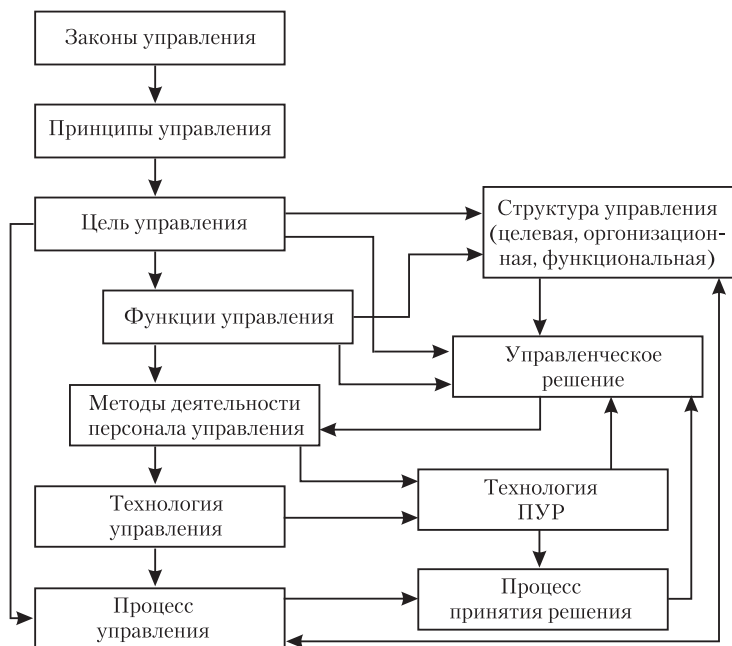 Законы управления
Принципы управления
Цель управления
Структура управления
(целевая, оргонизацион-
ная, функциональная)
Функции управления
Управленческое
решение
Методы деятельности
персонала управления
Технология
управления
Технология
ПУР
Процесс
управления
Процесс
принятия решения